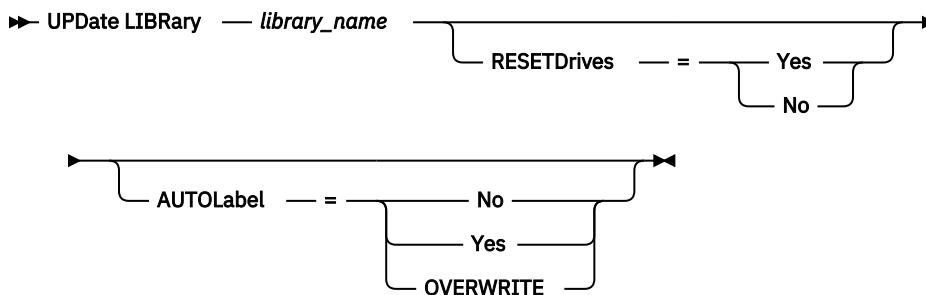 UPDate LIBRary library_name
RESETDrives = Yes
No
AUTOLabel = No
Yes
OVERWRITE